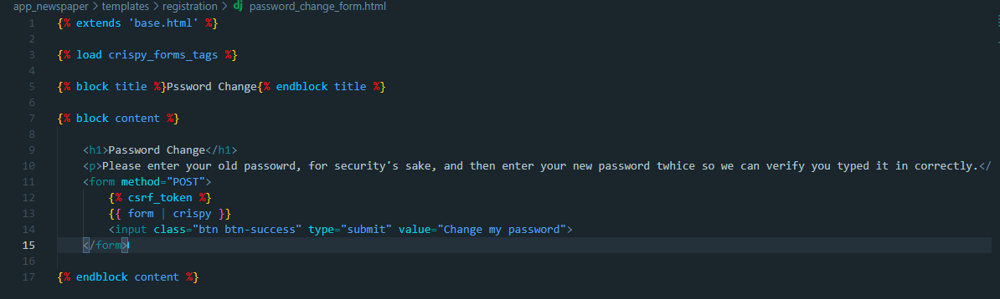 app_newspaper > templates > registration > dj password_change_form.html
1 {% extends 'base.html' %}
2
3 {% load crispy_forms_tags %}
4
5 {% block title %}Pssword Change{% endblock title %}
6
7 {% block content %}
8
9 <h1>Password Change</h1>
10 <p>Please enter your old passowrd, for security's sake, and then enter your new password twhice so we can verify you typed it in correctly.</
11 <form method="POST">
12 {% csrf_token %}
13 {{ form | crispy }}
14 <input class="btn btn-success" type="submit" value="Change my password">
15 </form>
16
17 {% endblock content %}